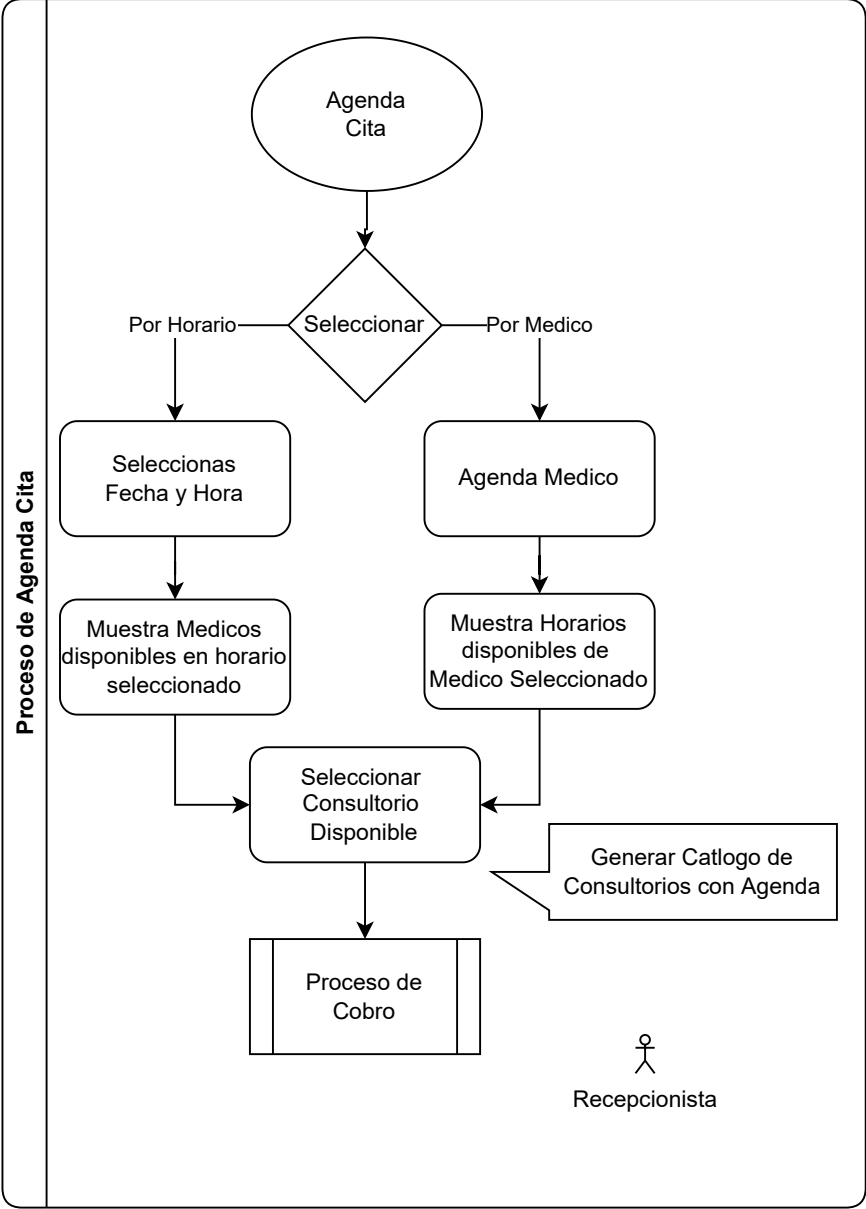 Proceso de Agenda Cita
Agenda
Cita
Seleccionar
Por Horario
Por Medico
Seleccionas
Fecha y Hora
Agenda Medico
Muestra Medicos
disponibles en horario
seleccionado
Muestra Horarios
disponibles de
Medico Seleccionado
Seleccionar
Consultorio
Disponible
Generar Catlogo de
Consultorios con Agenda
Proceso de
Cobro
Recepcionista